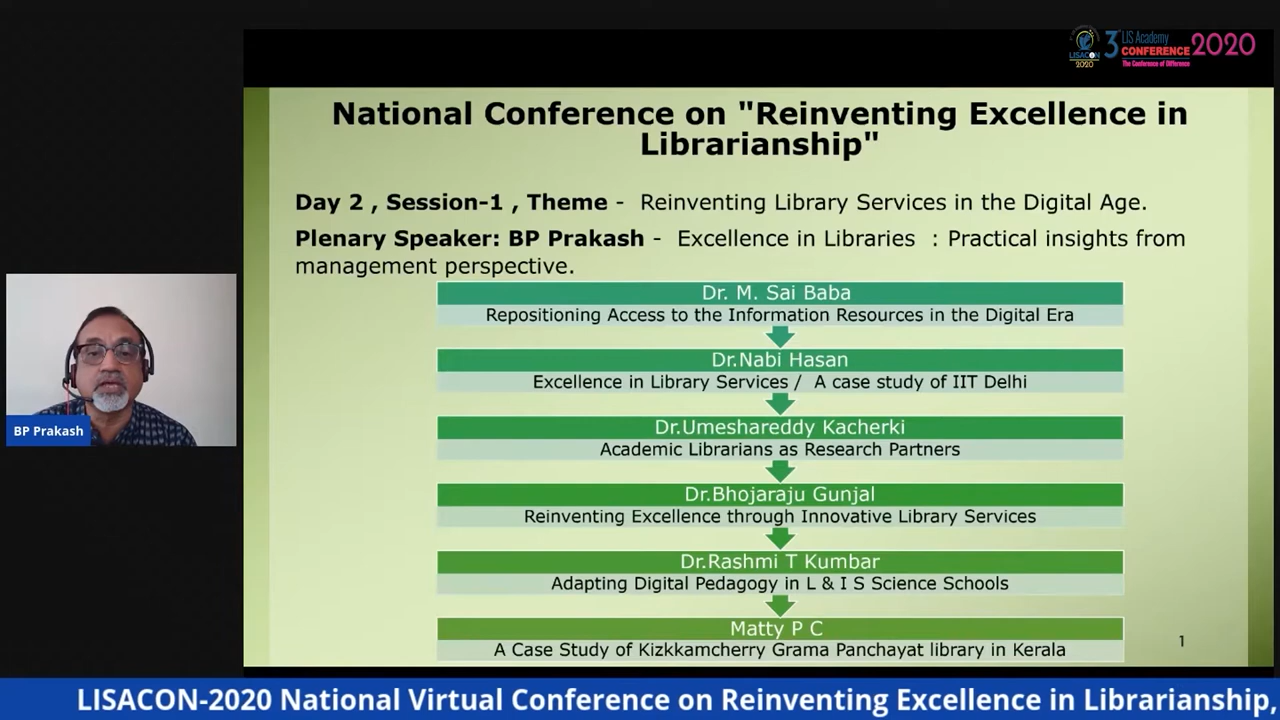 3rd LIS Academy
CONFERENCE 2020
The Conference of Difference
LISACON
2020
National Conference on "Reinventing Excellence in
Librarianship"
Day 2 , Session-1 , Theme - Reinventing Library Services in the Digital Age.
Plenary Speaker: BP Prakash - Excellence in Libraries : Practical insights from
management perspective.
Dr. M. Sai Baba
Repositioning Access to the Information Resources in the Digital Era
Dr.Nabi Hasan
Excellence in Library Services / A case study of IIT Delhi
Dr.Umeshareddy Kacherki
Academic Librarians as Research Partners
Dr.Bhojaraju Gunjal
Reinventing Excellence through Innovative Library Services
Dr.Rashmi T Kumbar
Adapting Digital Pedagogy in L & I S Science Schools
Matty P C
A Case Study of Kizkkamcherry Grama Panchayat library in Kerala
1
BP Prakash
LISACON-2020 National Virtual Conference on Reinventing Excellence in Librarianship,